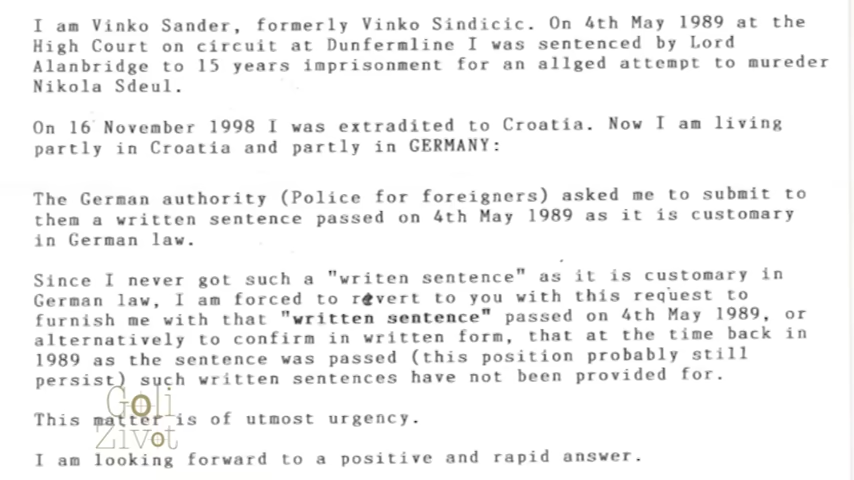 I am Vinko Sander, formerly Vinko Sindicic. On 4th May 1989 at the
High Court on circuit at Dunfermline I was sentenced by Lord
Alanbridge to 15 years imprisonment for an allged attempt to mureder
Nikola Sdeul.
On 16 November 1998 I was extradited to Croatia. Now I am living
partly in Croatia and partly in GERMANY:
The German authority (Police for foreigners) asked me to submit to
them a written sentence passed on 4th May 1989 as it is customary
in German law.
Since I never got such a "writen sentence" as it is customary in
German law, I am forced to revert to you with this request to
furnish me with that "written sentence" passed on 4th May 1989, or
alternatively to confirm in written form, that at the time back in
1989 as the sentence was passed (this position probably still
persist) such written sentences have not been provided for.
This matter is of utmost urgency.
I am looking forward to a positive and rapid answer.
Goli
Zivot